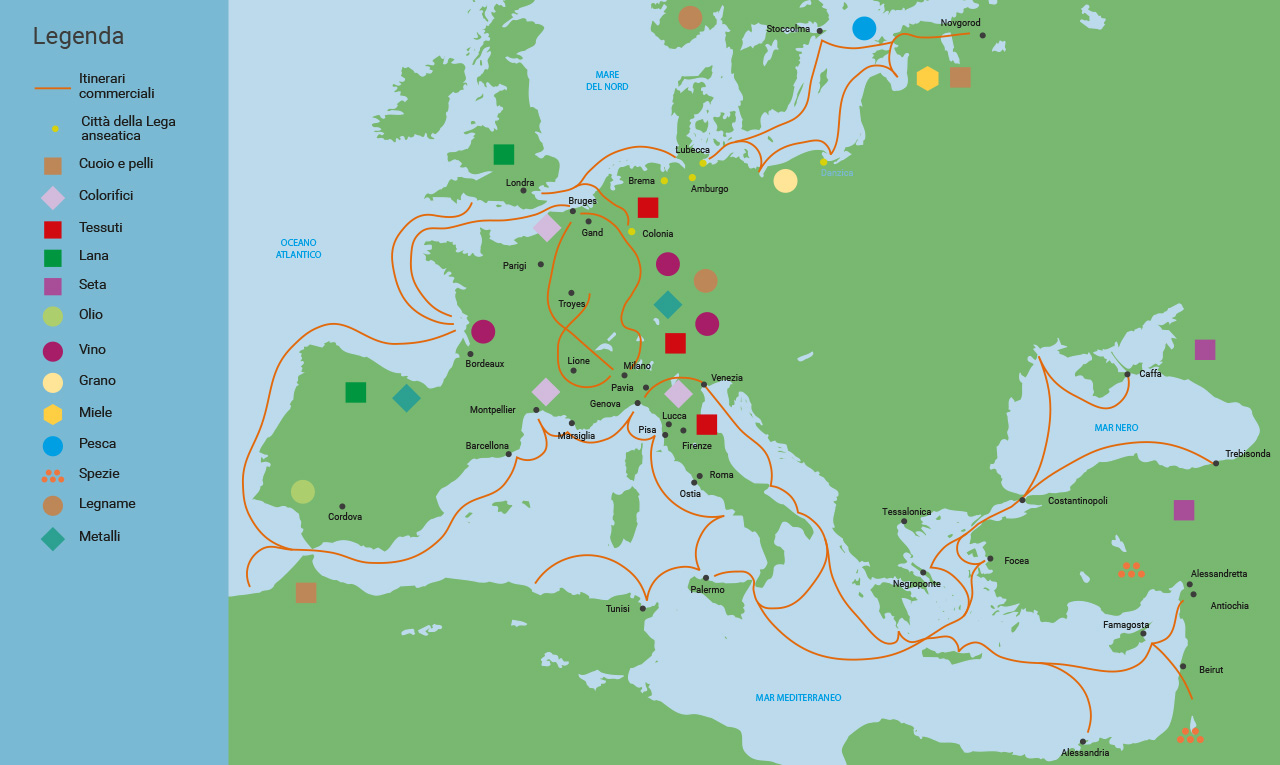 Legenda
Itinerari
commerciali
Città della Lega
anseatica
Cuoio e pelli
Colorifici
Tessuti
Lana
Seta
Olio
Vino
Grano
Miele
Pesca
Spezie
Legname
Metalli
Stoccolma
Novgorod
MARE
DEL NORD
Lubecca
Danzica
Londra
Brema
Amburgo
Bruges
Gand
Colonia
OCEANO
ATLANTICO
Parigi
Troyes
Bordeaux
Lione
Milano
Pavia
Venezia
Caffa
Genova
Montpellier
Marsiglia
Lucca
Pisa
Firenze
MAR NERO
Barcellona
Trebisonda
Roma
Ostia
Cordova
Costantinopoli
Tessalonica
Focea
Negroponte
Palermo
Alessandretta
Tunisi
Antiochia
Famagosta
Beirut
MAR MEDITERRANEO
Alessandria